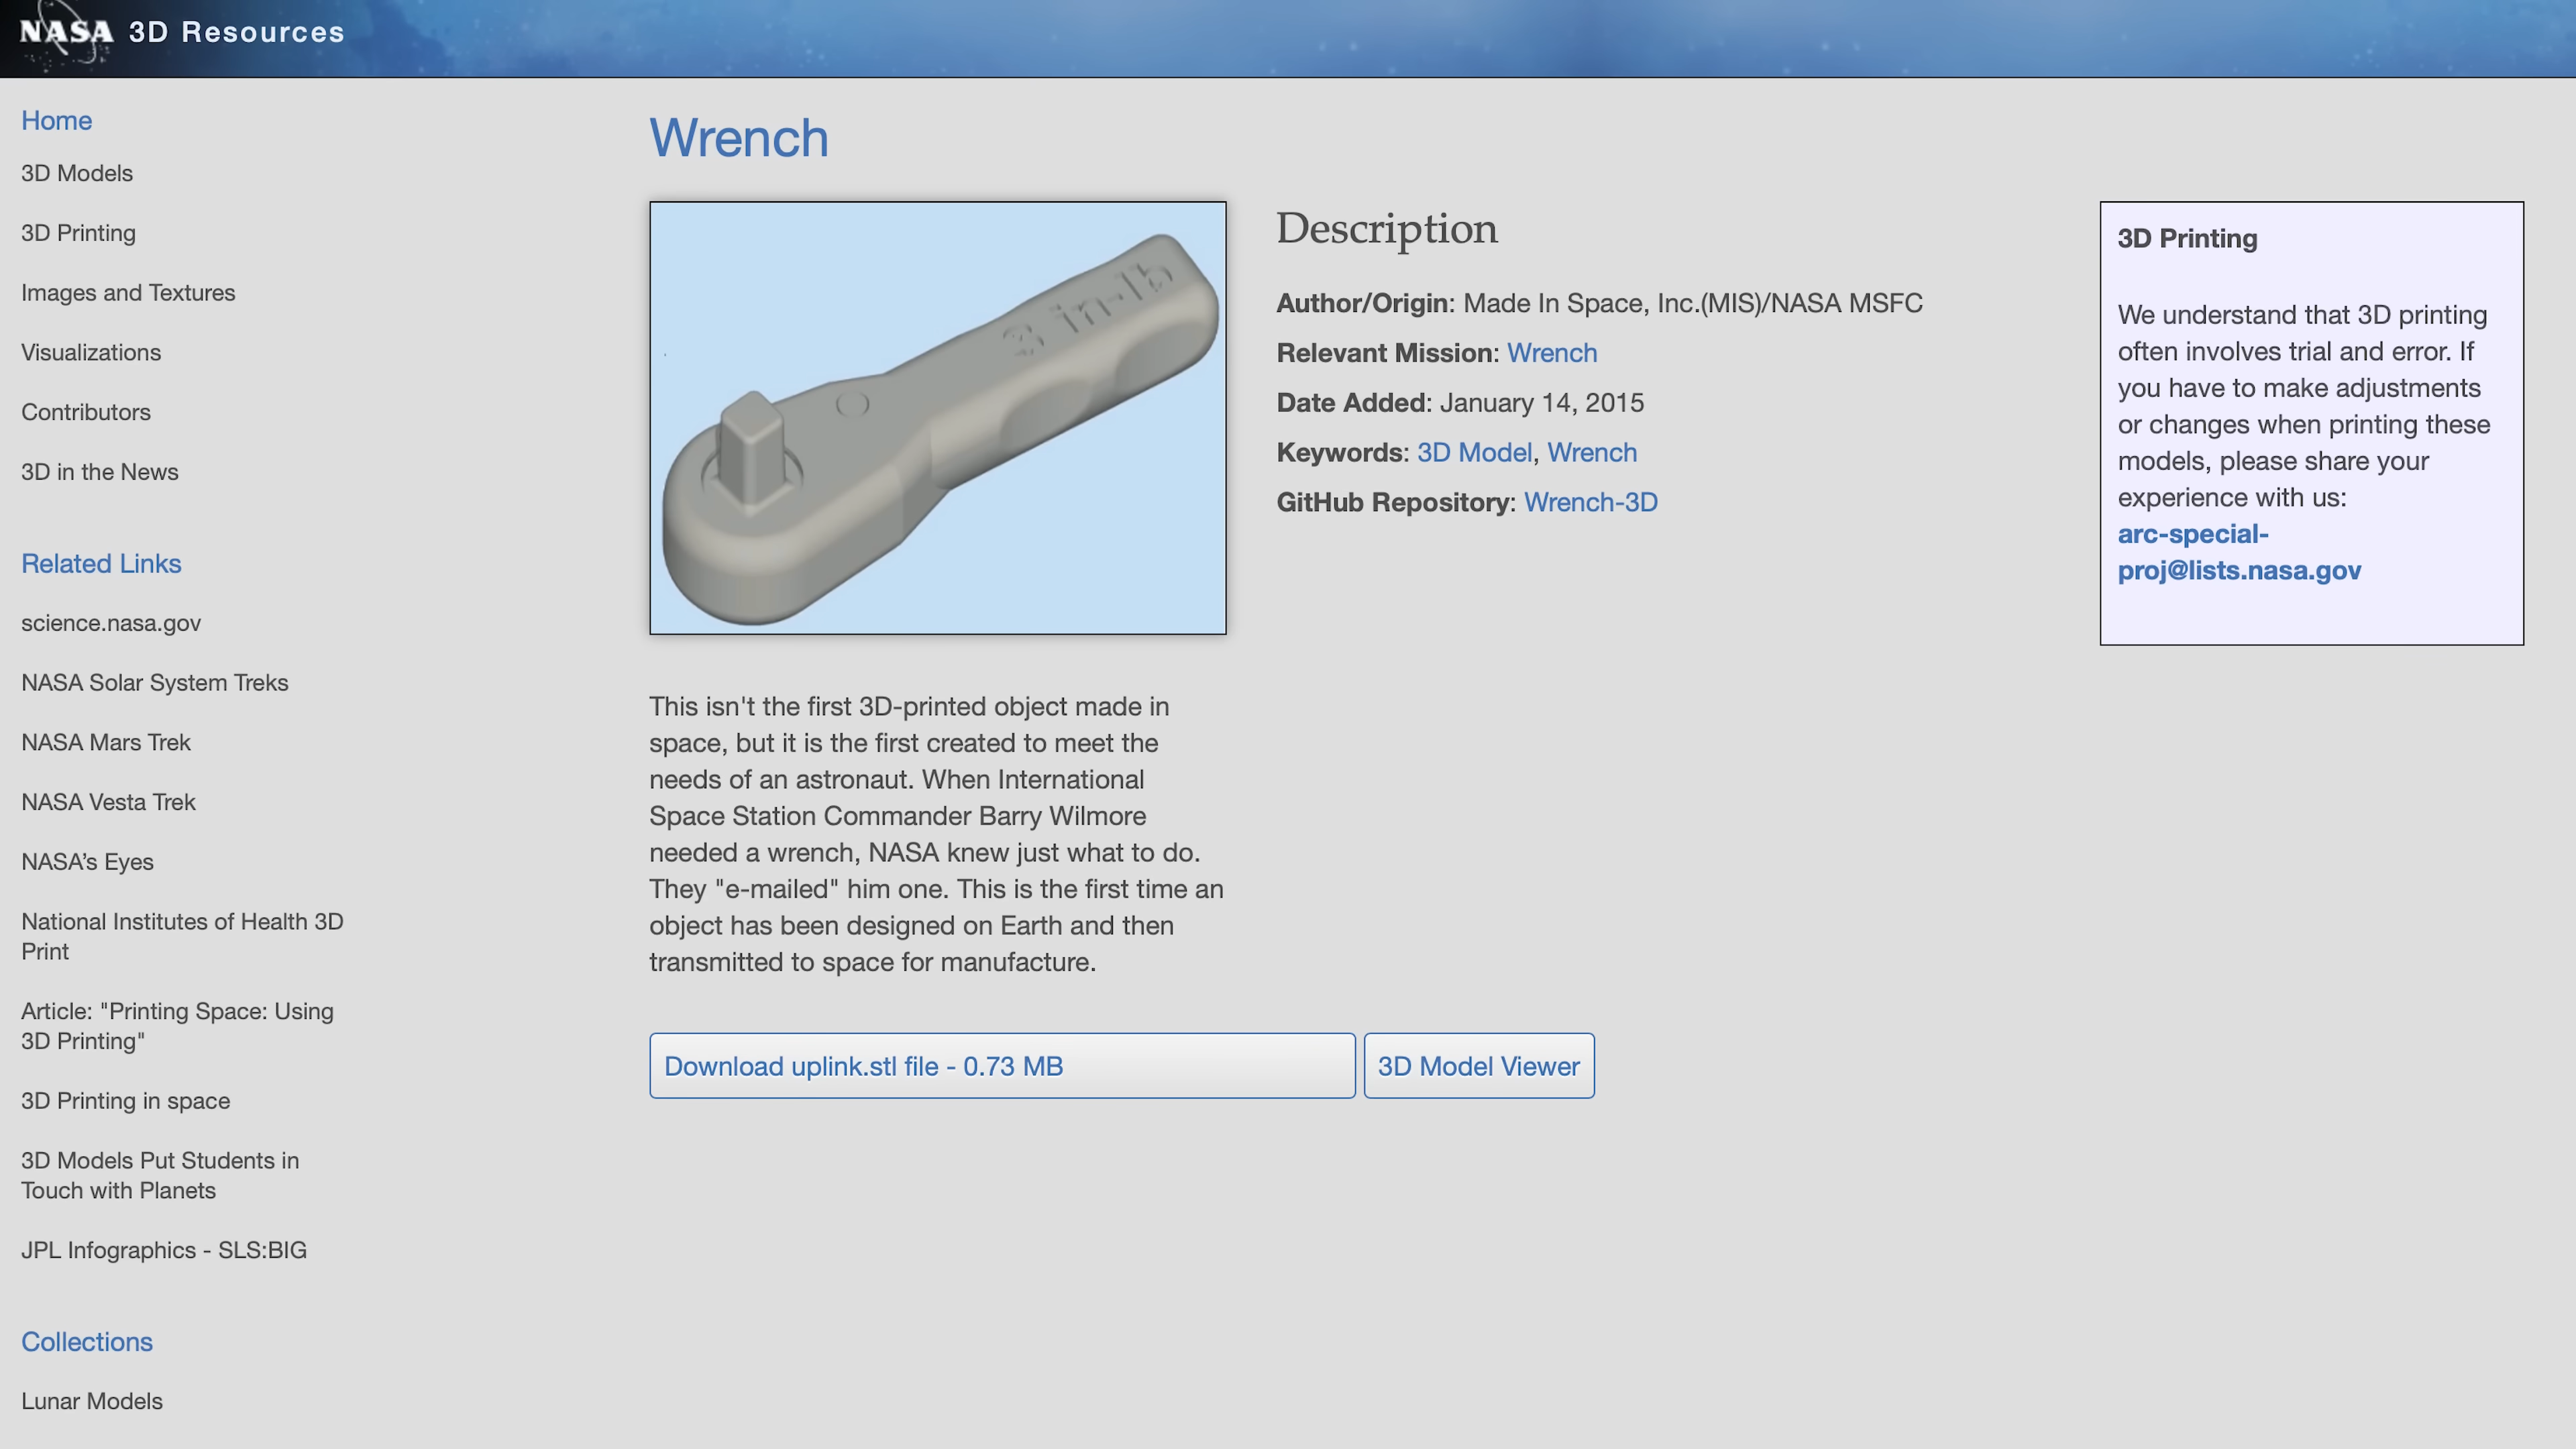 NASA 3D Resources
Home
3D Models
3D Printing
Images and Textures
Visualizations
Contributors
3D in the News
Related Links
science.nasa.gov
NASA Solar System Treks
NASA Mars Trek
NASA Vesta Trek
NASA’s Eyes
National Institutes of Health 3D
Print
Article: "Printing Space: Using
3D Printing"
3D Printing in space
3D Models Put Students in
Touch with Planets
JPL Infographics - SLS:BIG
Collections
Lunar Models
Wrench
3 in-lb
Description
Author/Origin: Made In Space, Inc.(MIS)/NASA MSFC
Relevant Mission: Wrench
Date Added: January 14, 2015
Keywords: 3D Model, Wrench
GitHub Repository: Wrench-3D
This isn't the first 3D-printed object made in
space, but it is the first created to meet the
needs of an astronaut. When International
Space Station Commander Barry Wilmore
needed a wrench, NASA knew just what to do.
They "e-mailed" him one. This is the first time an
object has been designed on Earth and then
transmitted to space for manufacture.
Download uplink.stl file - 0.73 MB
3D Model Viewer
3D Printing
We understand that 3D printing
often involves trial and error. If
you have to make adjustments
or changes when printing these
models, please share your
experience with us:
arc-special-
proj@lists.nasa.gov